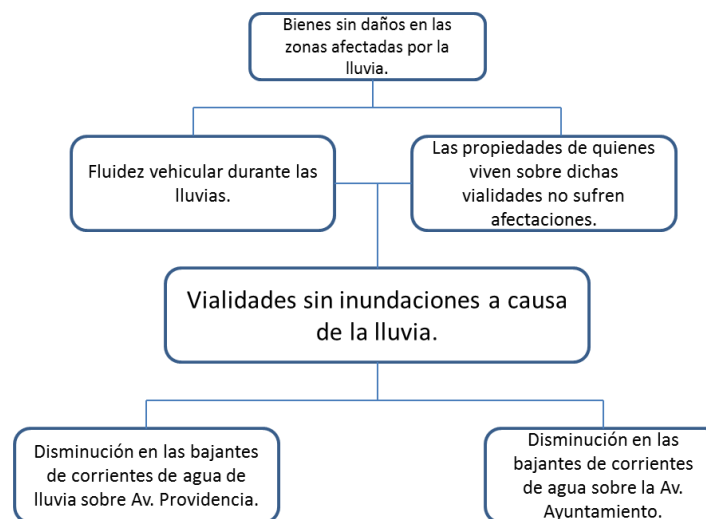 Bienes sin daños en las
zonas afectadas por la
lluvia.
Fluidez vehicular durante las
lluvias.
Las propiedades de quienes
viven sobre dichas
vialidades no sufren
afectaciones.
Vialidades sin inundaciones a causa
de la lluvia.
Disminución en las bajantes
de corrientes de agua de
lluvia sobre Av. Providencia.
Disminución en las
bajantes de corrientes
de agua sobre la Av.
Ayuntamiento.